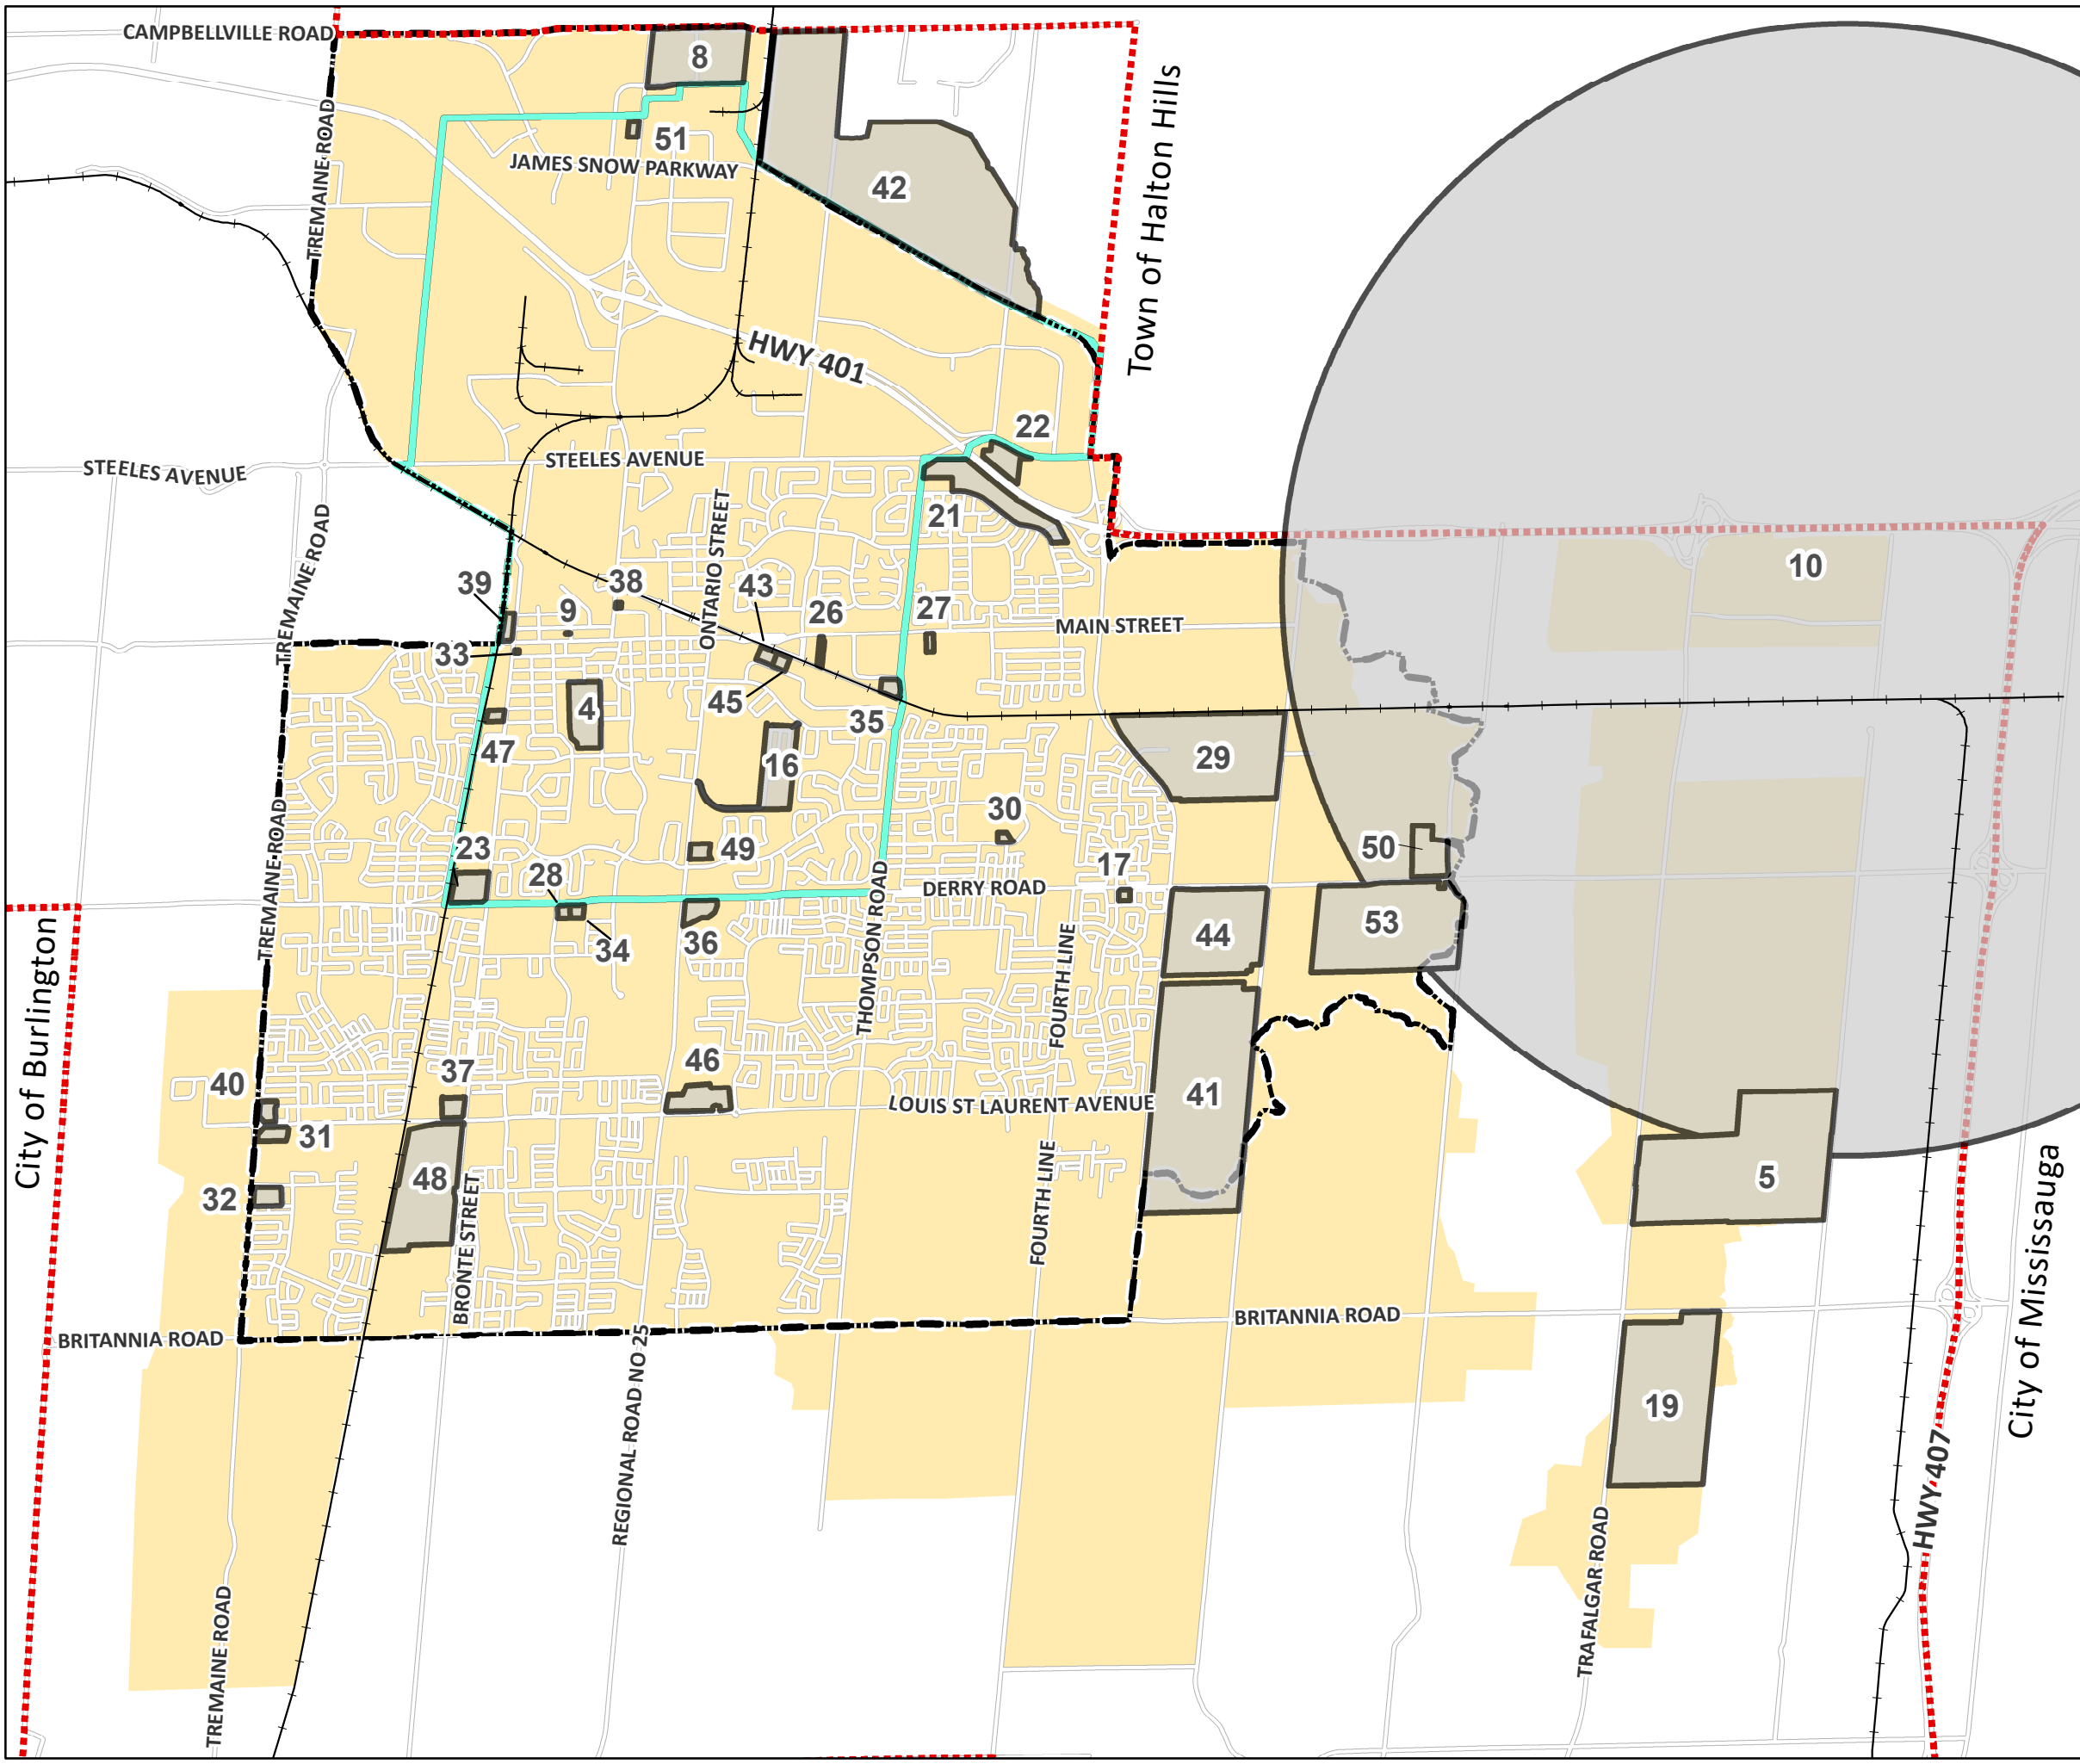 CAMPBELLVILLE ROAD
8
TREMAINE ROAD
51
JAMES SNOW PARKWAY
42
Town of Halton Hills
HWY 401
22
STEELES AVENUE
STEELES AVENUE
21
10
TREMAINE ROAD
ONTARIO STREET
39
38
43
9
26
27
MAIN STREET
33
45
4
35
47
16
29
30
TREMAINE ROAD
23
49
50
28
17
DERRY ROAD
THOMPSON ROAD
34
36
44
53
City of Burlington
FOURTH LINE
40
37
46
LOUIS ST LAURENT AVENUE
41
31
48
32
BRONTE STREET
FOURTH LINE
5
City of Mississauga
BRITANNIA ROAD
BRITANNIA ROAD
REGIONAL ROAD NO 25
19
HWY 407
TRAFALGAR ROAD
TREMAINE ROAD